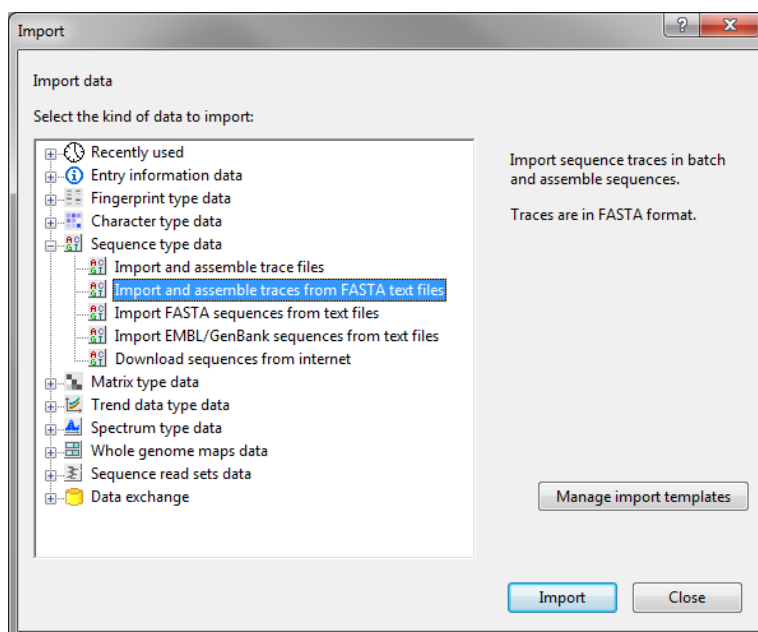 Import
Import data
Select the kind of data to import:
Recently used
Entry information data
Fingerprint type data
Character type data
Sequence type data
Import and assemble trace files
Import and assemble traces from FASTA text files
Import FASTA sequences from text files
Import EMBL/GenBank sequences from text files
Download sequences from internet
Matrix type data
Trend data type data
Spectrum type data
Whole genome maps data
Sequence read sets data
Data exchange
Import sequence traces in batch
and assemble sequences.
Traces are in FASTA format.
Manage import templates
Import
Close